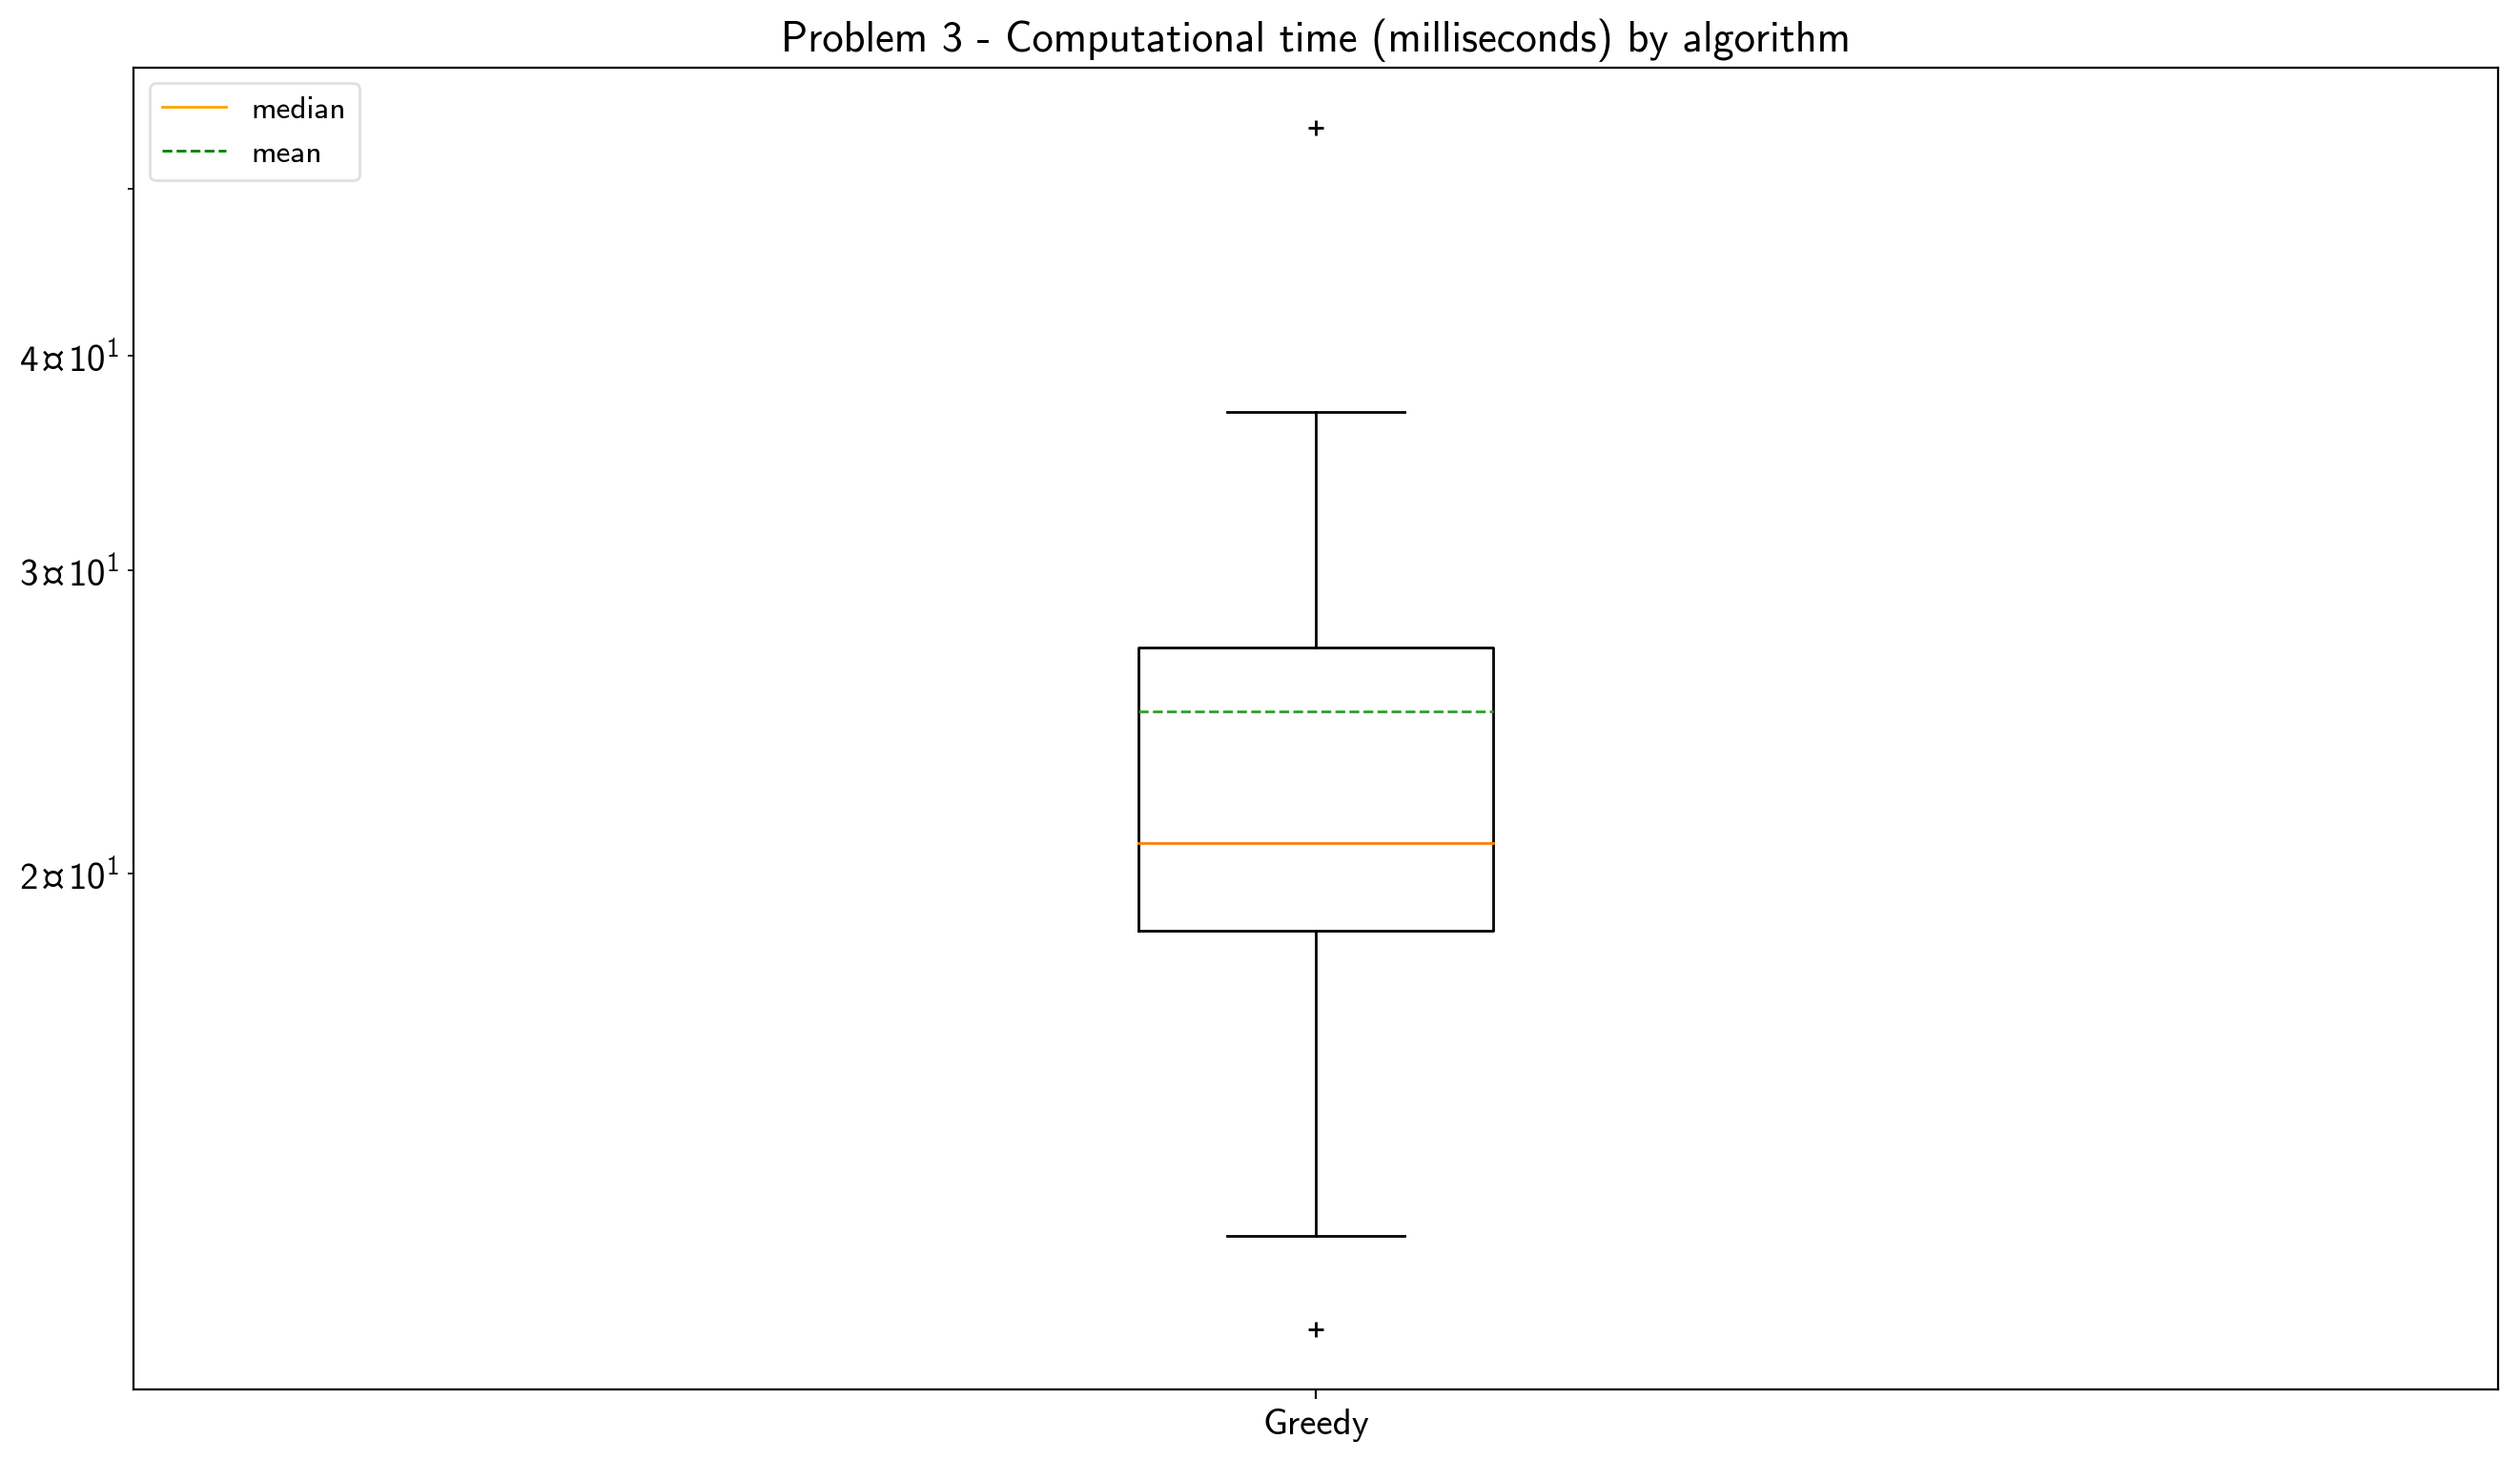 Problem 3 - Computational time (milliseconds) by algorithm
median
mean
4¤10¹
3¤10¹
2¤10¹
Greedy